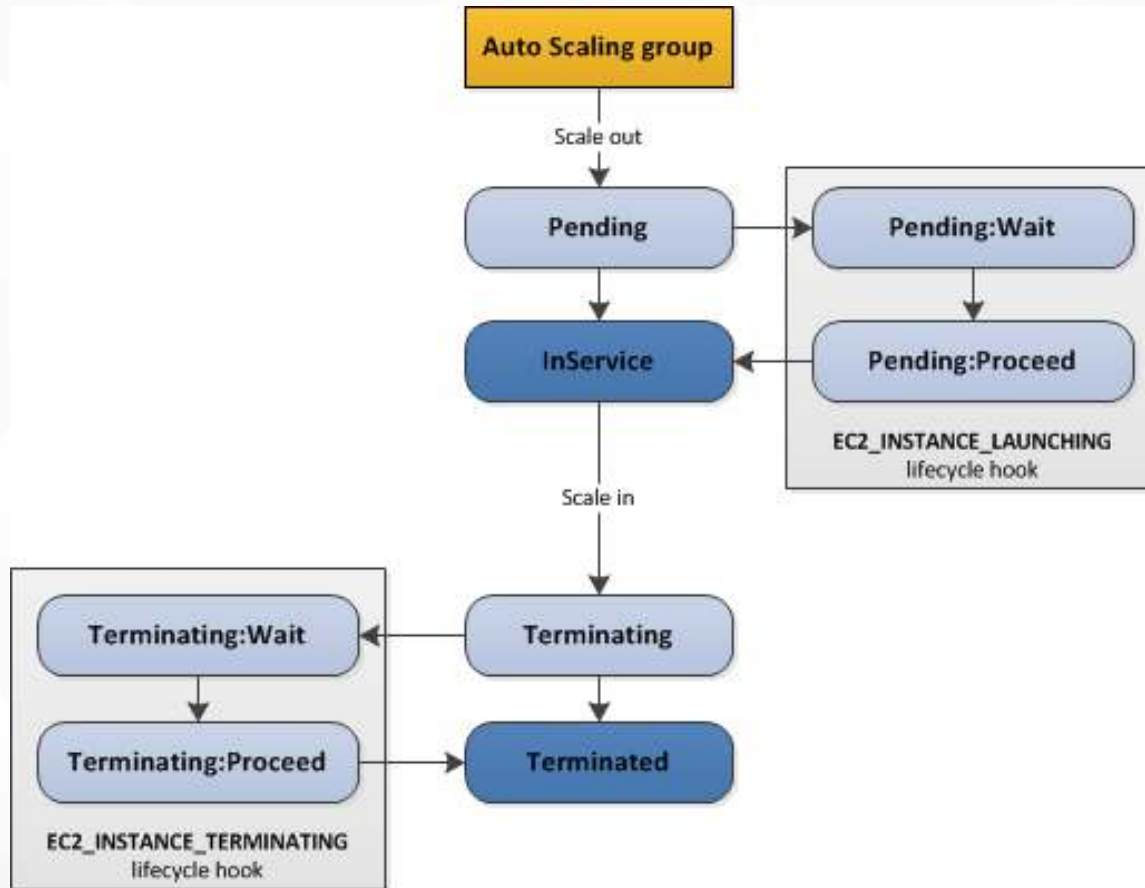 Auto Scaling group
Scale out
Pending
Pending:Wait
InService
Pending:Proceed
EC2_INSTANCE_LAUNCHING
lifecycle hook
Scale in
Terminating:Wait
Terminating
Terminating:Proceed
Terminated
EC2_INSTANCE_TERMINATING
lifecycle hook